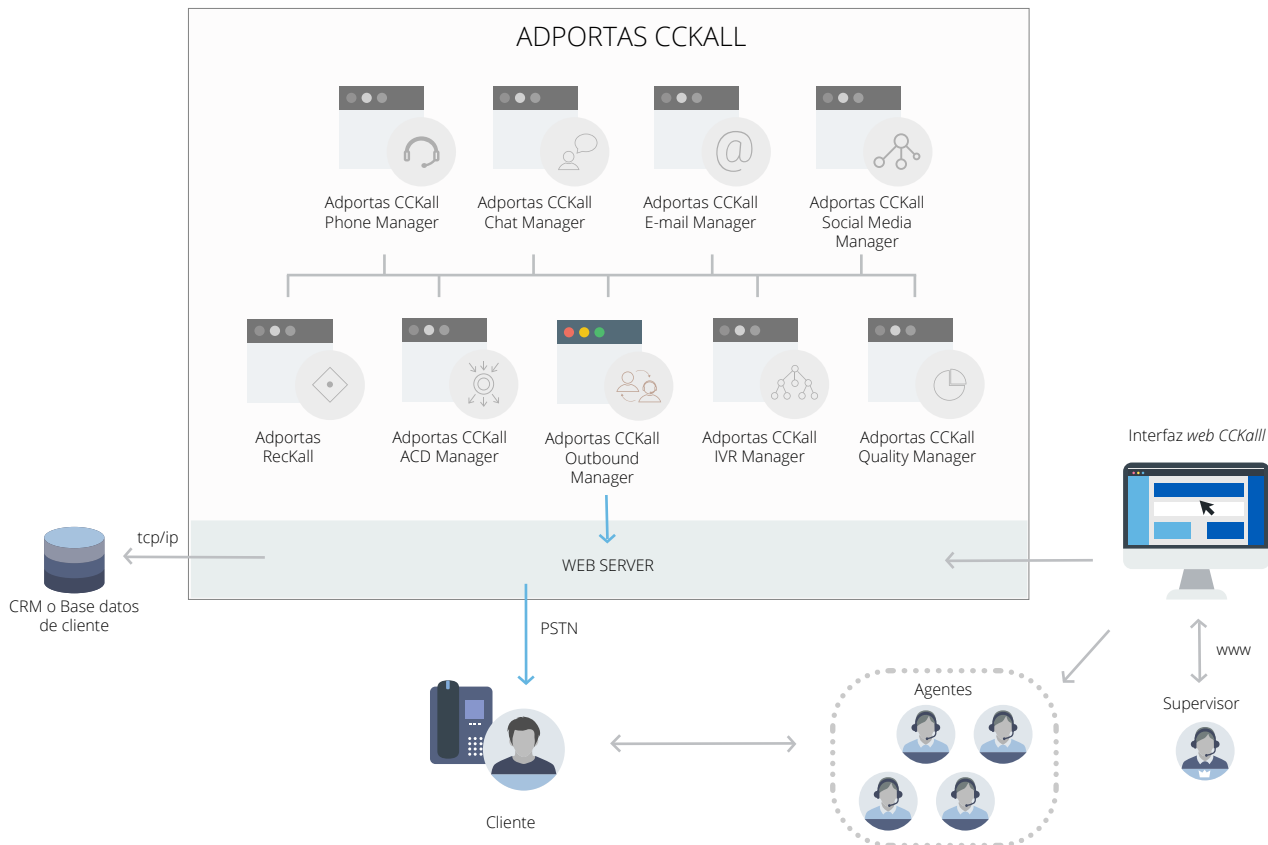 ADPORTAS CCKALL
Adportas CCKall
Phone Manager
Adportas CCKall
Chat Manager
Adportas CCKall
E-mail Manager
Adportas CCKall
Social Media
Manager
@
Adportas
RecKall
Adportas CCKall
ACD Manager
Adportas CCKall
Outbound
Manager
Adportas CCKall
IVR Manager
Adportas CCKall
Quality Manager
Interfaz web CCKalll
tcp/ip
WEB SERVER
CRM o Base datos
de cliente
PSTN
www
Agentes
Supervisor
Cliente